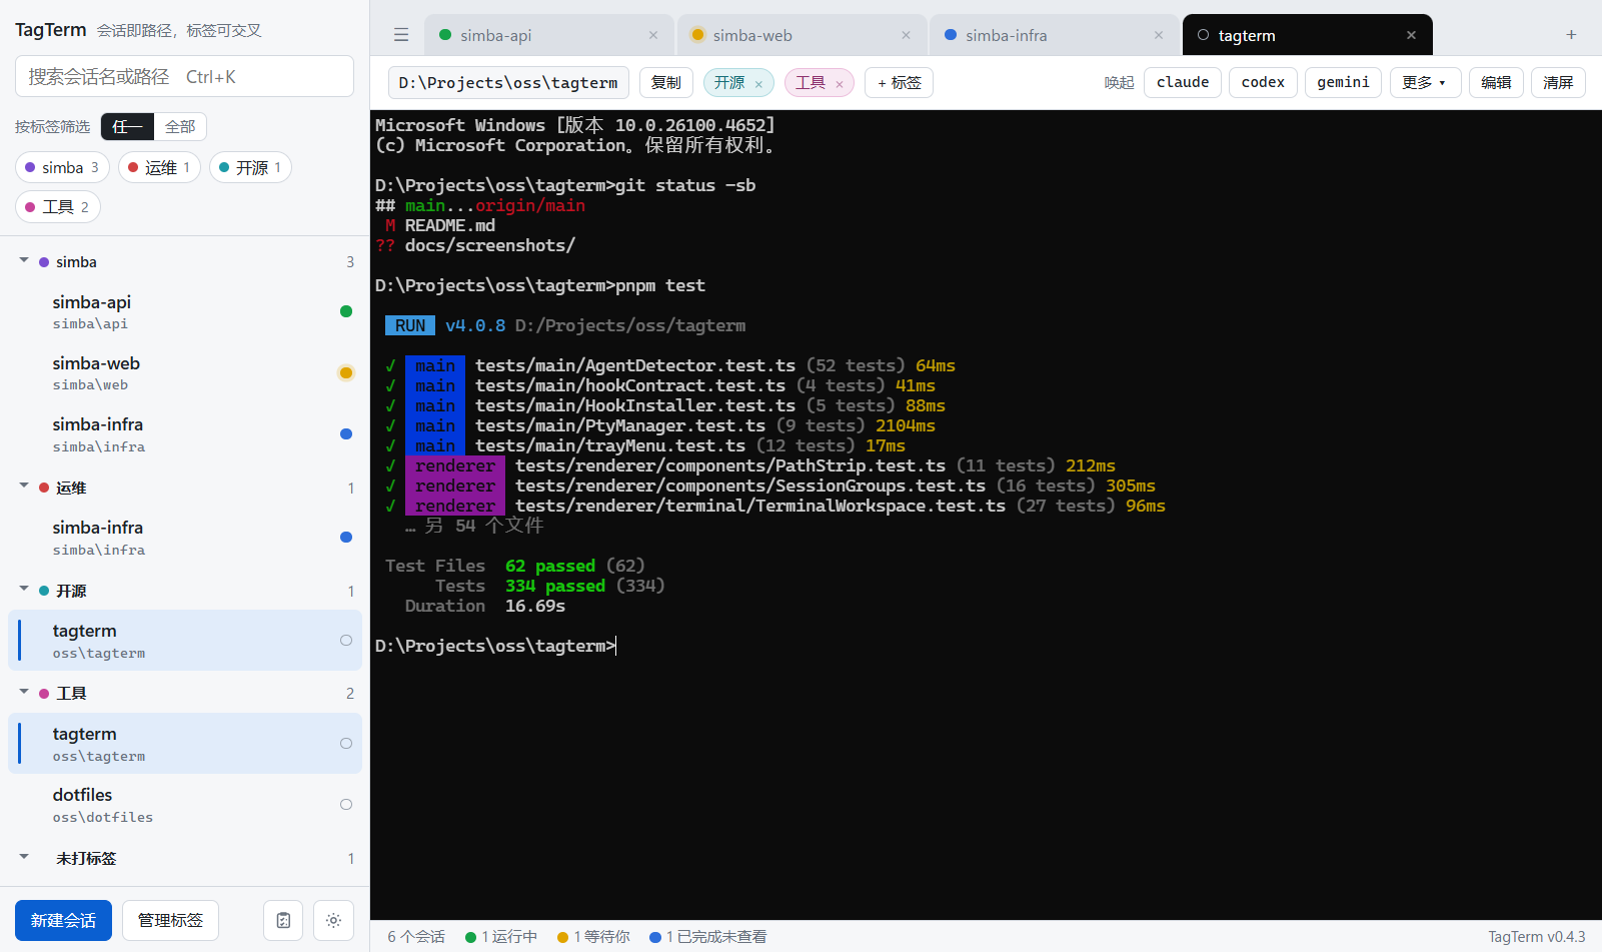 TagTerm 会话即路径，标签可交叉
搜索会话名或路径 Ctrl+K
按标签筛选 任一 全部
simba 3 运维 1 开源 1
工具 2
simba 3
simba-api
simba\api
simba-web
simba\web
simba-infra
simba\infra
运维 1
simba-infra
simba\infra
开源 1
tagterm
oss\tagterm
工具 2
tagterm
oss\tagterm
dotfiles
oss\dotfiles
未打标签 1
新建会话 管理标签
simba-api × simba-web × simba-infra × tagterm × +
D:\Projects\oss\tagterm 复制 开源 × 工具 × + 标签 唤起 claude codex gemini 更多 ▾ 编辑 清屏
Microsoft Windows [版本 10.0.26100.4652]
(c) Microsoft Corporation。保留所有权利。
D:\Projects\oss\tagterm>git status -sb
## main...origin/main
M README.md
?? docs/screenshots/
D:\Projects\oss\tagterm>pnpm test
RUN v4.0.8 D:/Projects/oss/tagterm
✓ main tests/main/AgentDetector.test.ts (52 tests) 64ms
✓ main tests/main/hookContract.test.ts (4 tests) 41ms
✓ main tests/main/HookInstaller.test.ts (5 tests) 88ms
✓ main tests/main/PtyManager.test.ts (9 tests) 2104ms
✓ main tests/main/trayMenu.test.ts (12 tests) 17ms
✓ renderer tests/renderer/components/PathStrip.test.ts (11 tests) 212ms
✓ renderer tests/renderer/components/SessionGroups.test.ts (16 tests) 305ms
✓ renderer tests/renderer/terminal/TerminalWorkspace.test.ts (27 tests) 96ms
… 另 54 个文件
Test Files 62 passed (62)
Tests 334 passed (334)
Duration 16.69s
D:\Projects\oss\tagterm>
6 个会话 1 运行中 1 等待你 1 已完成未查看 TagTerm v0.4.3